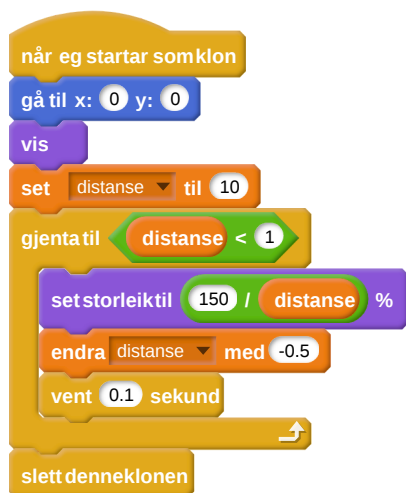 når eg startar som klon
gå til x: 0 y: 0
vis
set distanse til 10
gjenta til distanse < 1
set storleik til 150 / distanse %
endra distanse med -0.5
vent 0.1 sekund
slett denne klonen